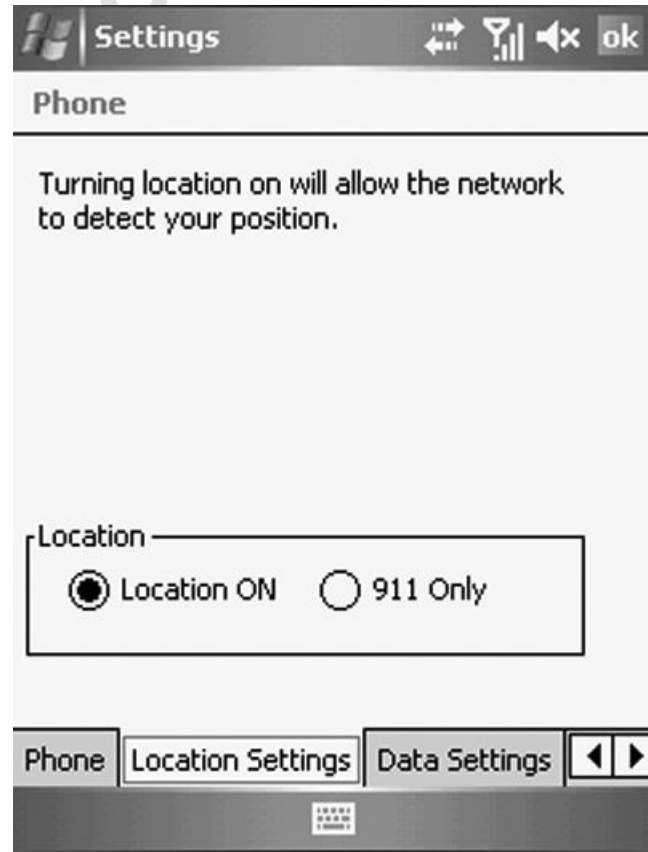 Settings ok
Phone
Turning location on will allow the network
to detect your position.
Location
Location ON 911 Only
Phone Location Settings Data Settings